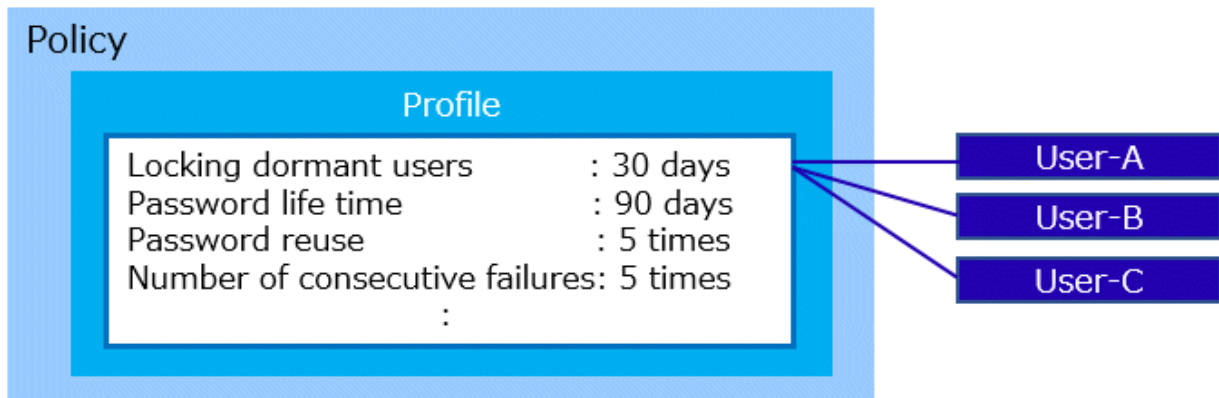 Policy
Profile
Locking dormant users : 30 days
Password life time : 90 days
Password reuse : 5 times
Number of consecutive failures: 5 times
:
User-A
User-B
User-C